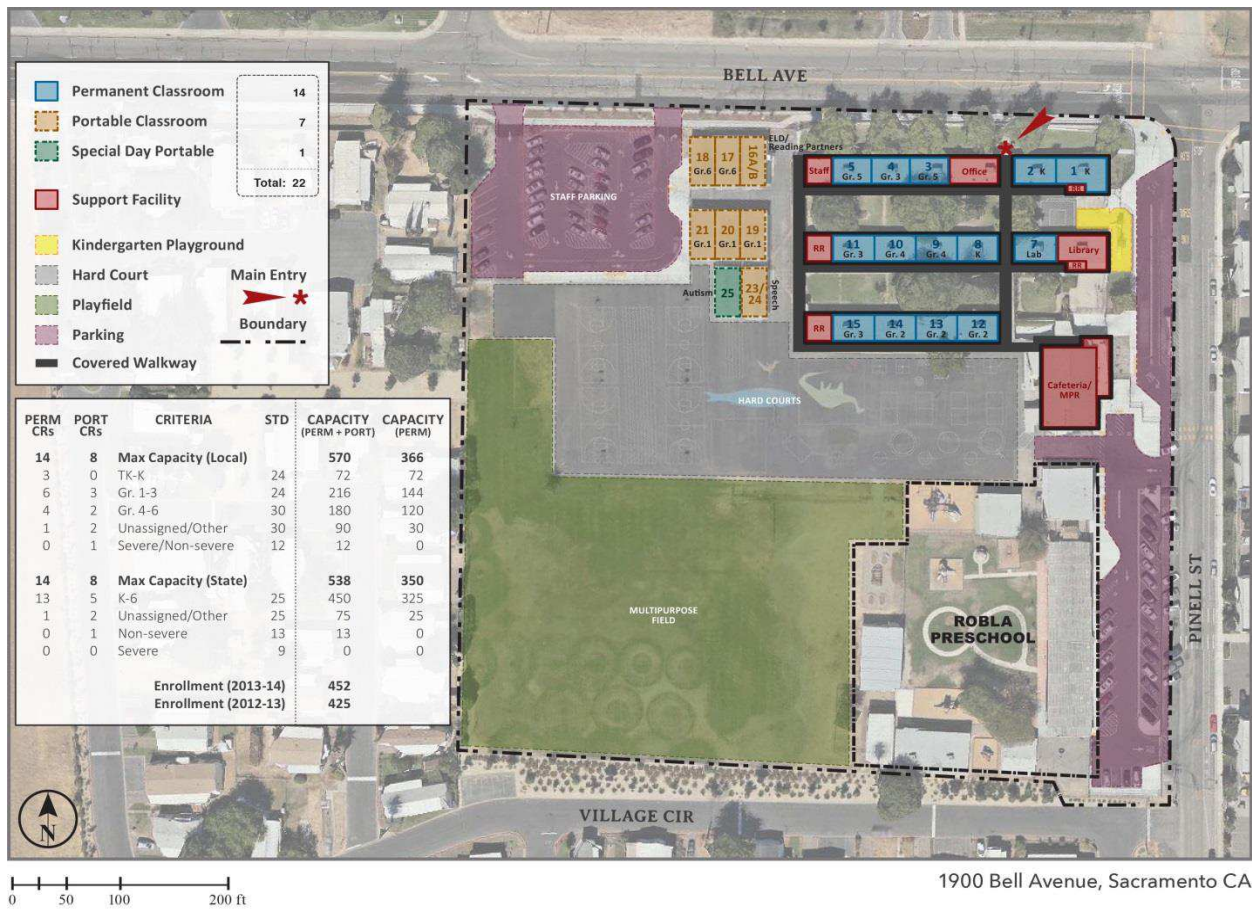 BELL AVE
Permanent Classroom 14
Portable Classroom 7
Special Day Portable 1
Total: 22
Support Facility
Kindergarten Playground
Hard Court
Playfield
Parking
Covered Walkway
Main Entry
*
Boundary
ELD/
Reading Partners
18 17 16A/B
Gr.6 Gr.6
Staff 5 4 3 Office 2 K 1 K
Gr. 5 Gr. 3 Gr. 5
RR
STAFF PARKING
21 20 19
Gr.1 Gr.1 Gr.1
RR 11 10 9 8 7 Library
Gr. 3 Gr. 4 Gr. 4 K Lab
RR
Autism 25 23/
24
Speech
RR 15 14 13 12
Gr. 3 Gr. 2 Gr. 2 Gr. 2
Cafeteria/
MPR
HARD COURTS
PERM PORT CRITERIA STD CAPACITY CAPACITY
CRs CRs (PERM + PORT) (PERM)
14 8 Max Capacity (Local) 570 366
3 0 TK-K 24 72 72
6 3 Gr. 1-3 24 216 144
4 2 Gr. 4-6 30 180 120
1 2 Unassigned/Other 30 90 30
0 1 Severe/Non-severe 12 12 0
14 8 Max Capacity (State) 538 350
13 5 K-6 25 450 325
1 2 Unassigned/Other 25 75 25
0 1 Non-severe 13 13 0
0 0 Severe 9 0 0
Enrollment (2013-14) 452
Enrollment (2012-13) 425
MULTIPURPOSE
FIELD
ROBLA
PRESCHOOL
PINELL ST
VILLAGE CIR
N
0 50 100 200 ft
1900 Bell Avenue, Sacramento CA